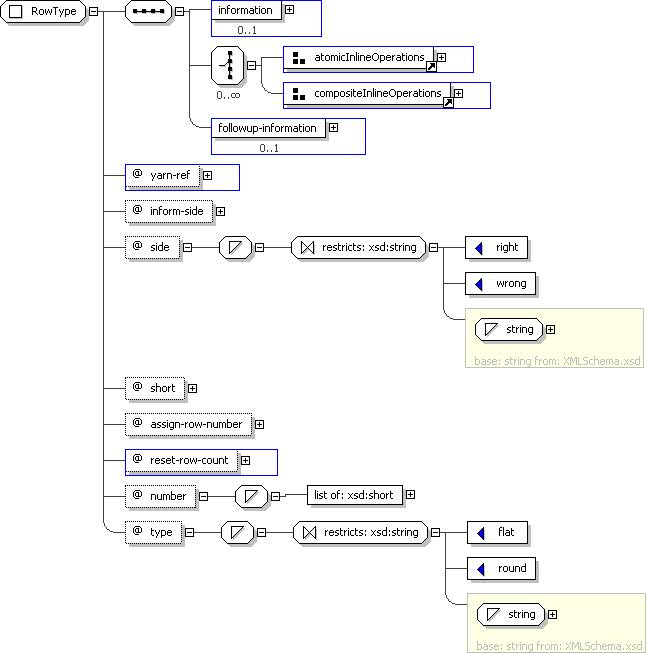 RowType
information
0..1
atomicInlineOperations
0..∞
compositeInlineOperations
followup-information
0..1
@ yarn-ref
@ inform-side
@ side
restricts: xsd:string
right
wrong
string
base: string from: XMLSchema.xsd
@ short
@ assign-row-number
@ reset-row-count
@ number
list of: xsd:short
@ type
restricts: xsd:string
flat
round
string
base: string from: XMLSchema.xsd